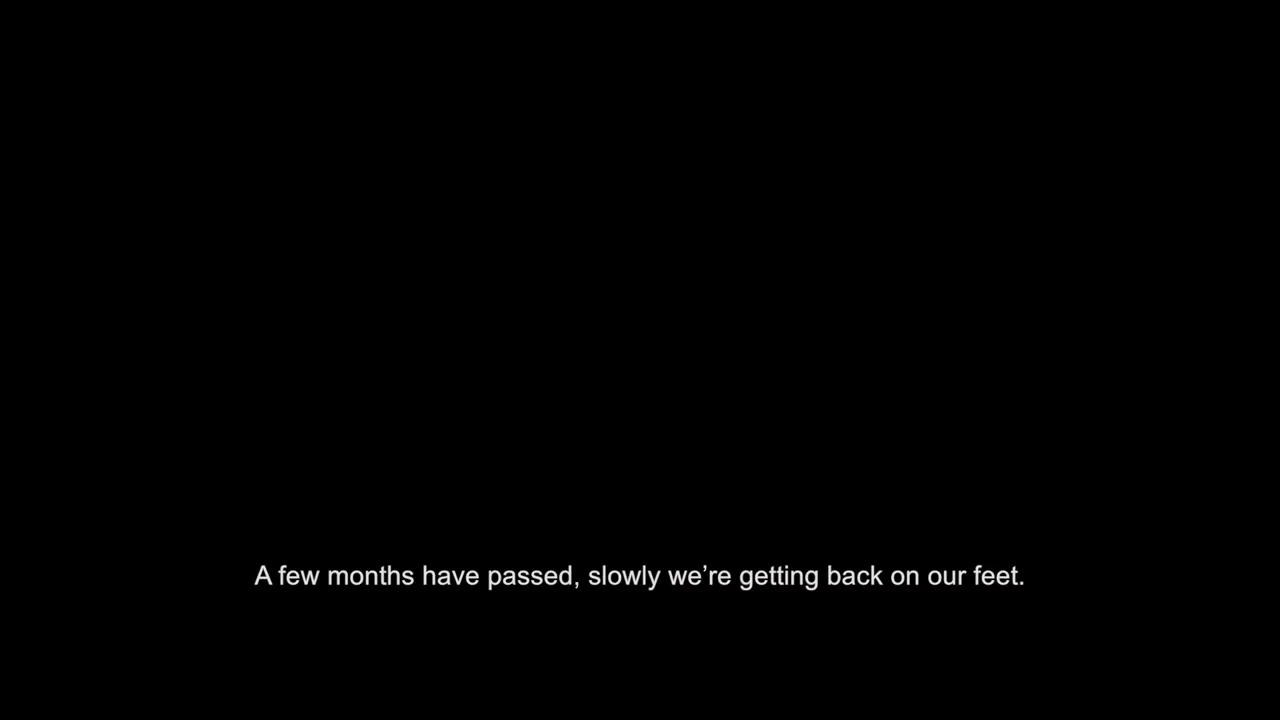 A few months have passed, slowly we’re getting back on our feet.